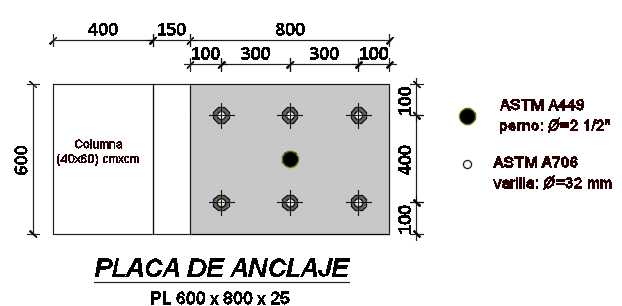 400 150 800
100 300 300 100
600
Columna
(40x60) cmxcm
100
400
100
ASTM A449
perno: Ø=2 1/2"
ASTM A706
varilla: Ø=32 mm
PLACA DE ANCLAJE
PL 600 x 800 x 25